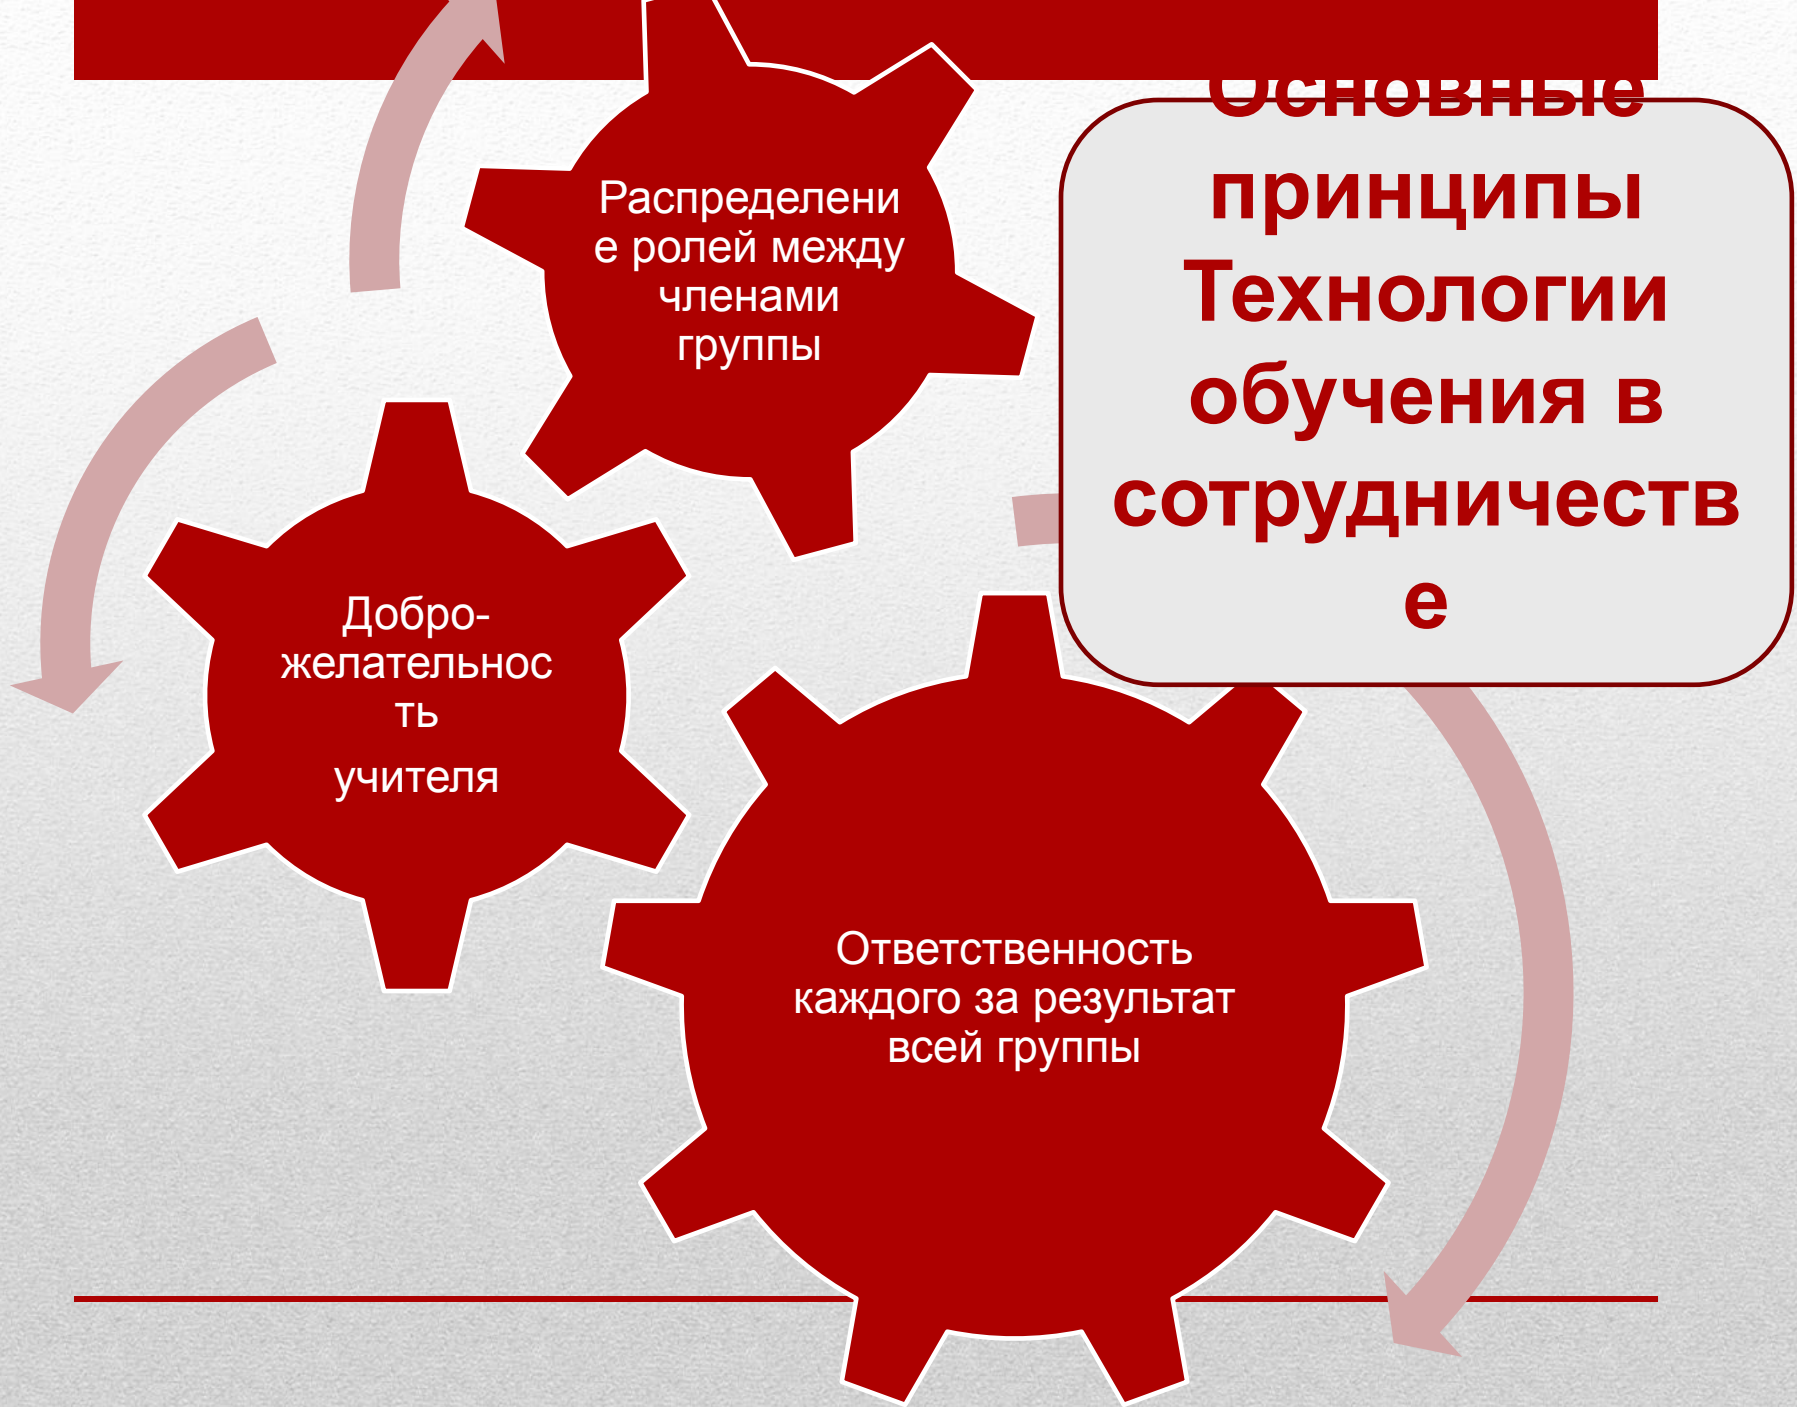 Основные
принципы
Технологии
обучения в
сотрудничеств
е
Распределени
е ролей между
членами
группы
Добро-
желательнос
ть
учителя
Ответственность
каждого за результат
всей группы